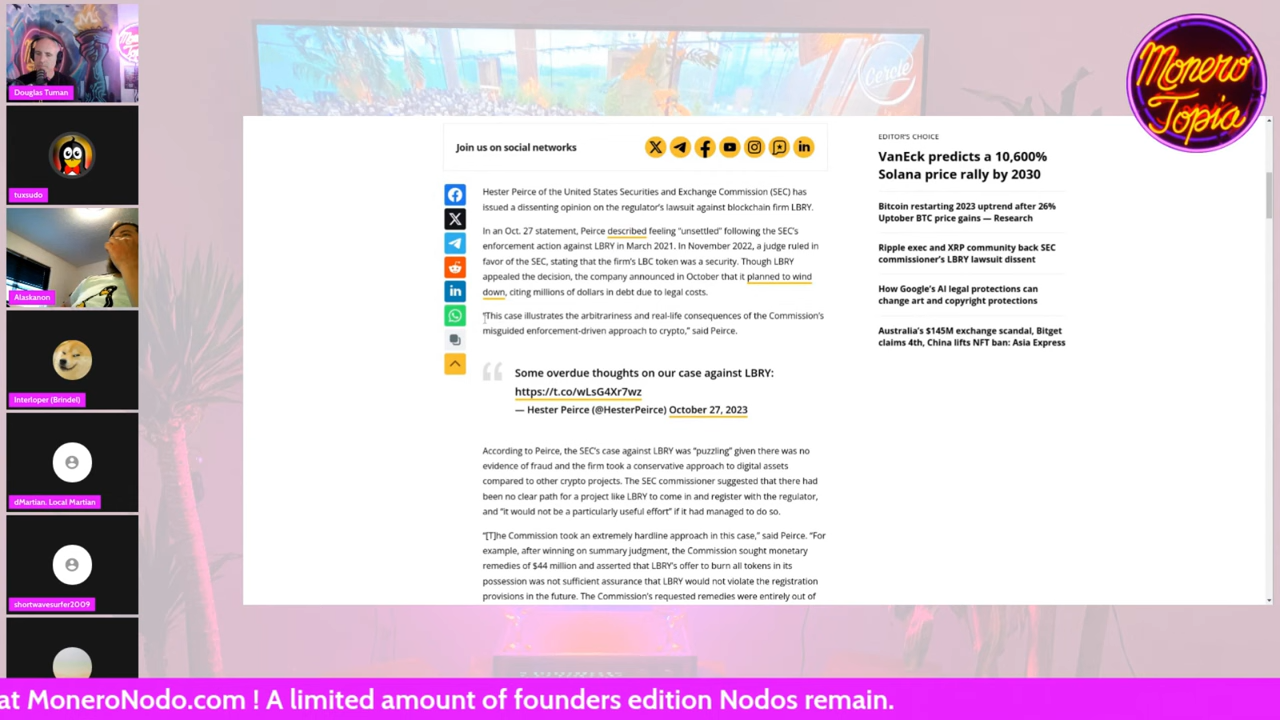 Douglas Tuman
tuxsudo
Alaskanon
Interloper (Brindel)
dMartian, Local Martian
shortwavesurfer2009
Cercle
Monero
Topia
Join us on social networks
Hester Peirce of the United States Securities and Exchange Commission (SEC) has
issued a dissenting opinion on the regulator's lawsuit against blockchain firm LBRY.
In an Oct. 27 statement, Peirce described feeling “unsettled” following the SEC's
enforcement action against LBRY in March 2021. In November 2022, a judge ruled in
favor of the SEC, stating that the firm's LBC token was a security. Though LBRY
appealed the decision, the company announced in October that it planned to wind
down, citing millions of dollars in debt due to legal costs.
“This case illustrates the arbitrariness and real-life consequences of the Commission's
misguided enforcement-driven approach to crypto,” said Peirce.
Some overdue thoughts on our case against LBRY:
https://t.co/wLsG4Xr7wz
— Hester Peirce (@HesterPeirce) October 27, 2023
According to Peirce, the SEC's case against LBRY was “puzzling” given there was no
evidence of fraud and the firm took a conservative approach to digital assets
compared to other crypto projects. The SEC commissioner suggested that there had
been no clear path for a project like LBRY to come in and register with the regulator,
and “it would not be a particularly useful effort” if it had managed to do so.
“[T]he Commission took an extremely hardline approach in this case,” said Peirce. “For
example, after winning on summary judgment, the Commission sought monetary
remedies of $44 million and asserted that LBRY's offer to burn all tokens in its
possession was not sufficient assurance that LBRY would not violate the registration
provisions in the future. The Commission's requested remedies were entirely out of
EDITOR'S CHOICE
VanEck predicts a 10,600%
Solana price rally by 2030
Bitcoin restarting 2023 uptrend after 26%
Uptober BTC price gains — Research
Ripple exec and XRP community back SEC
commissioner's LBRY lawsuit dissent
How Google's AI legal protections can
change art and copyright protections
Australia's $145M exchange scandal, Bitget
claims 4th, China lifts NFT ban: Asia Express
at MoneroNodo.com ! A limited amount of founders edition Nodos remain.